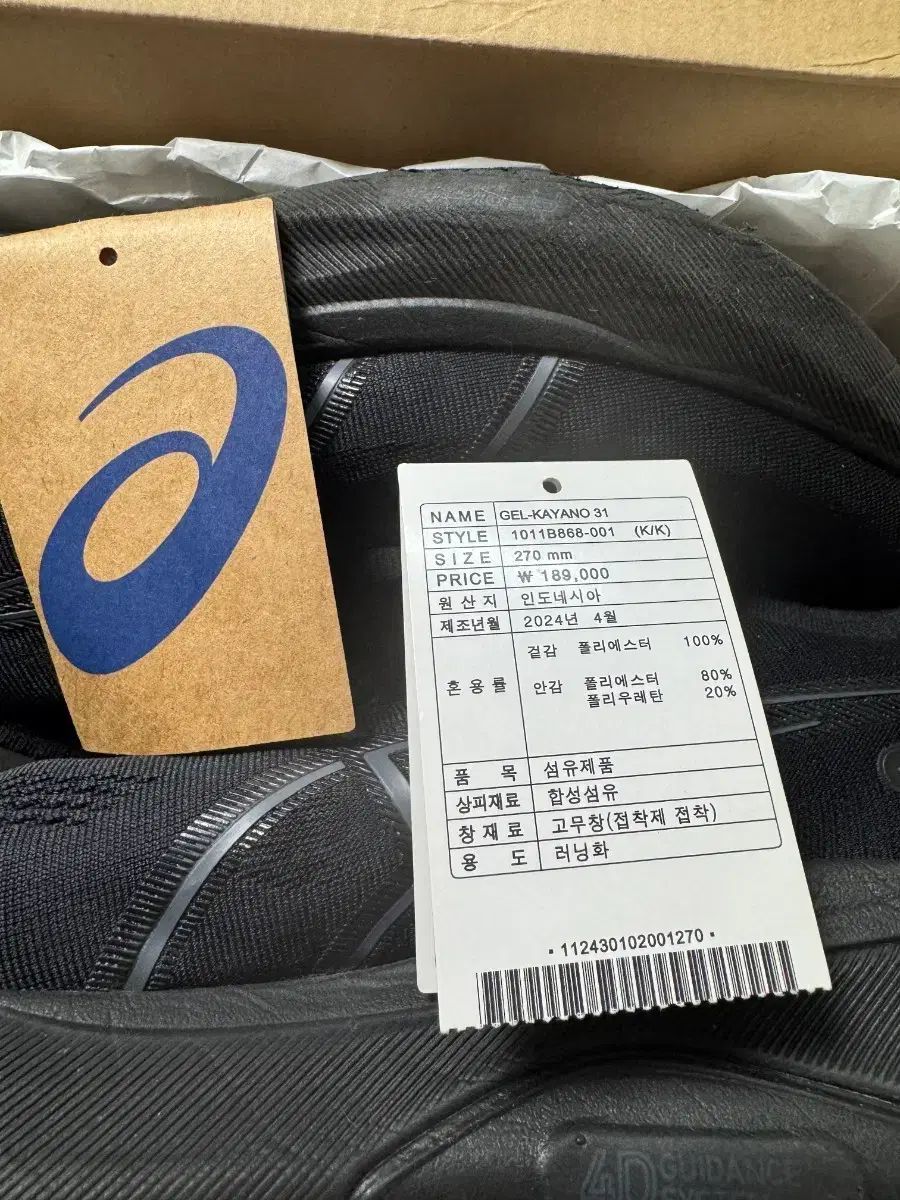 NAME GEL-KAYANO 31
STYLE 1011B868-001 (K/K)
SIZE 270 mm
PRICE ₩ 189,000
원산지 인도네시아
제조년월 2024년 4월
혼용률 겉감 폴리에스터 100%
안감 폴리에스터 80%
폴리우레탄 20%
품 목 섬유제품
상피재료 합성섬유
창재료 고무창(접착제 접착)
용 도 러닝화
·112430102001270·
4D GUIDANCE